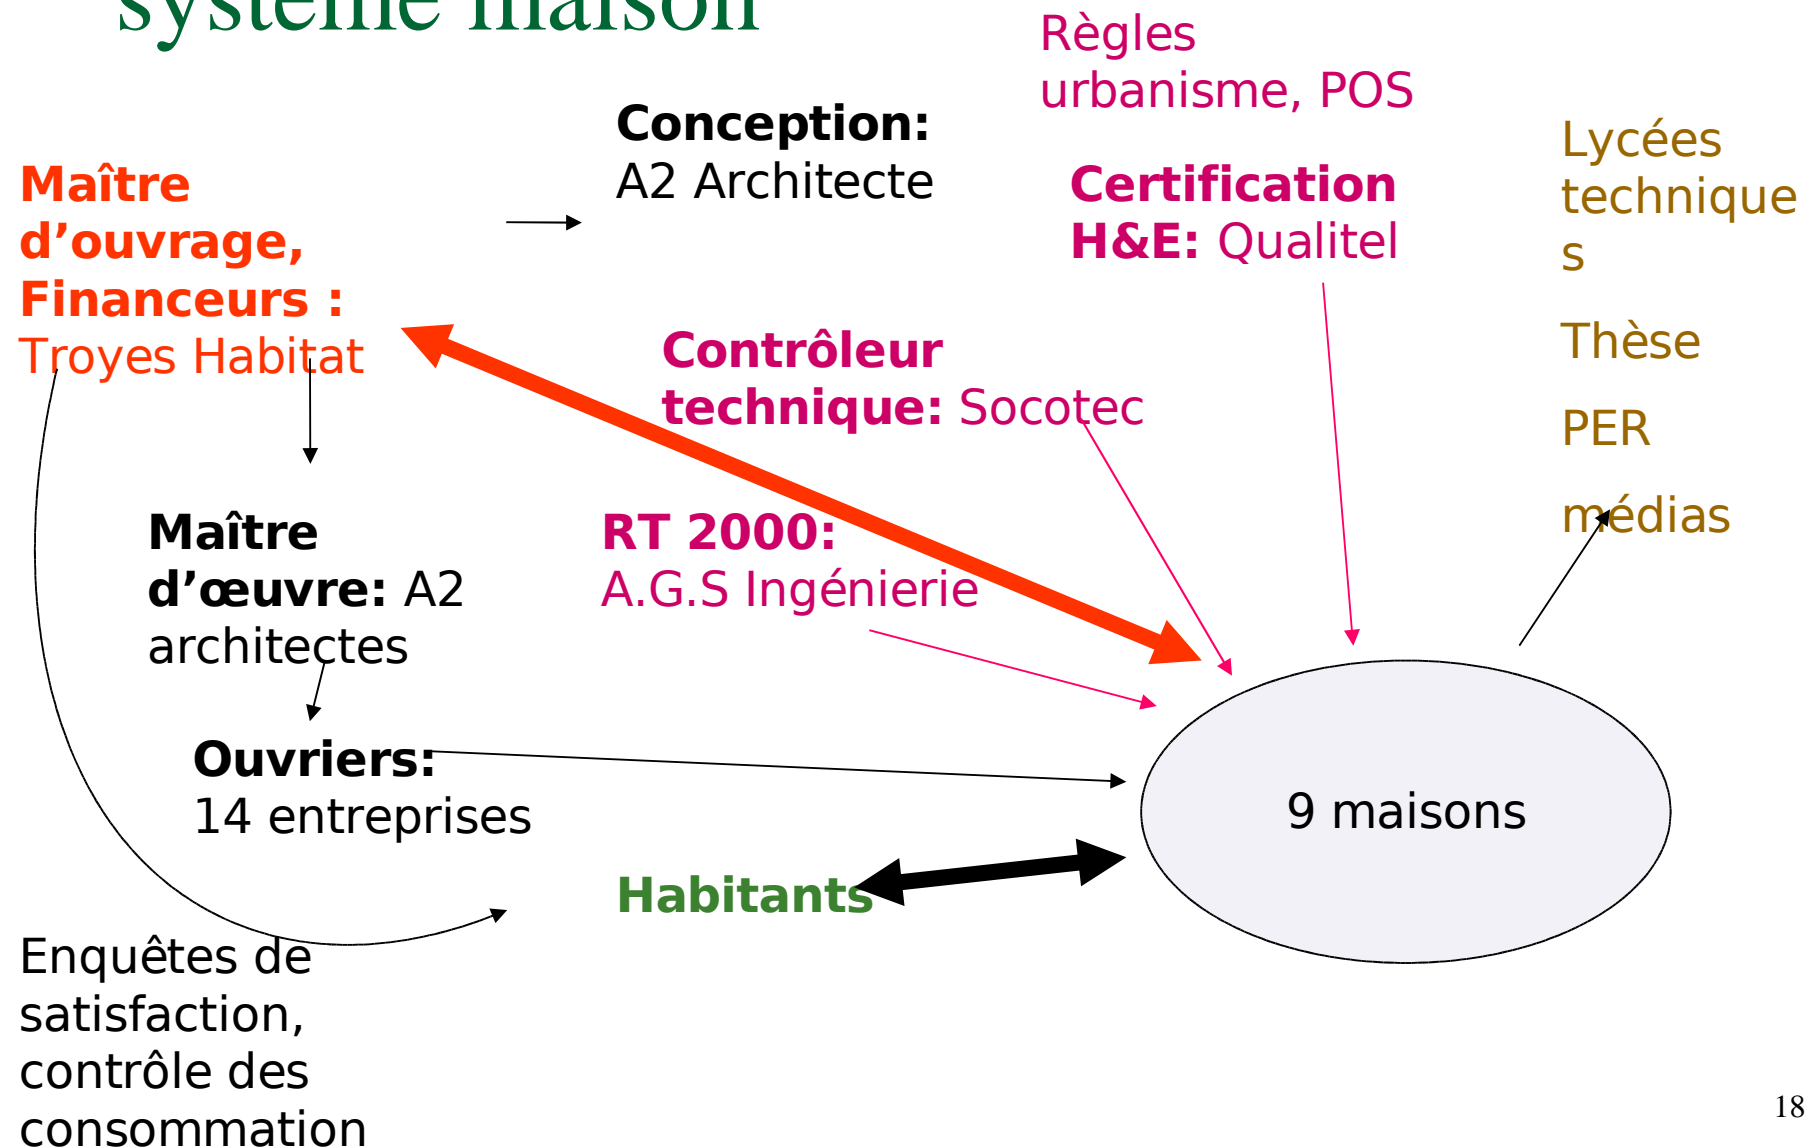 système maison
Règles
urbanisme, POS
Conception:
A2 Architecte
Maître
d’ouvrage,
Financeurs :
Troyes Habitat
Certification
H&E: Qualitel
Lycées
technique
s
Thèse
PER
médias
Contrôleur
technique: Socotec
Maître
d’œuvre: A2
architectes
RT 2000:
A.G.S Ingénierie
Ouvriers:
14 entreprises
9 maisons
Habitants
Enquêtes de
satisfaction,
contrôle des
consommation
18